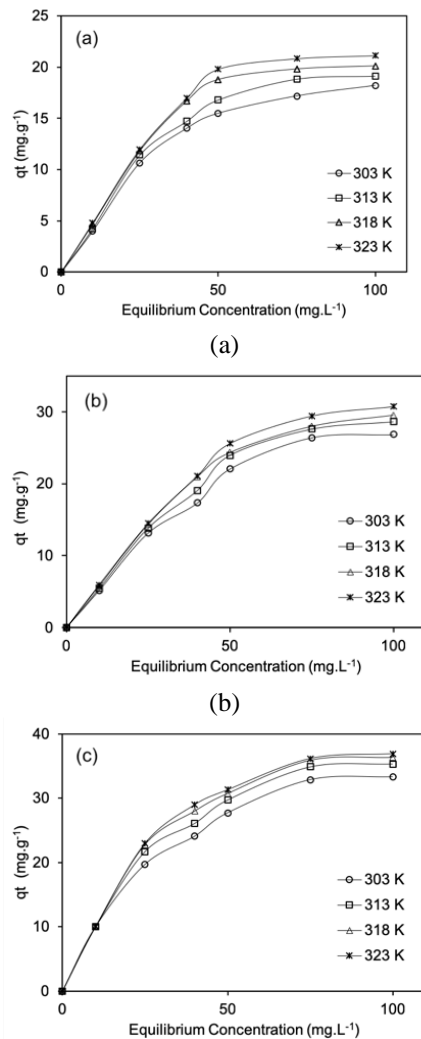 (a)
25
20
15
10
5
0
qt (mg.g⁻¹)
303 K
313 K
318 K
323 K
0 50 100
Equilibrium Concentration (mg.L⁻¹)
(a)
(b)
30
20
10
0
qt (mg.g⁻¹)
303 K
313 K
318 K
323 K
0 50 100
Equilibrium Concentration (mg.L⁻¹)
(b)
(c)
40
30
20
10
0
qt (mg.g⁻¹)
303 K
313 K
318 K
323 K
0 50 100
Equilibrium Concentration (mg.L⁻¹)